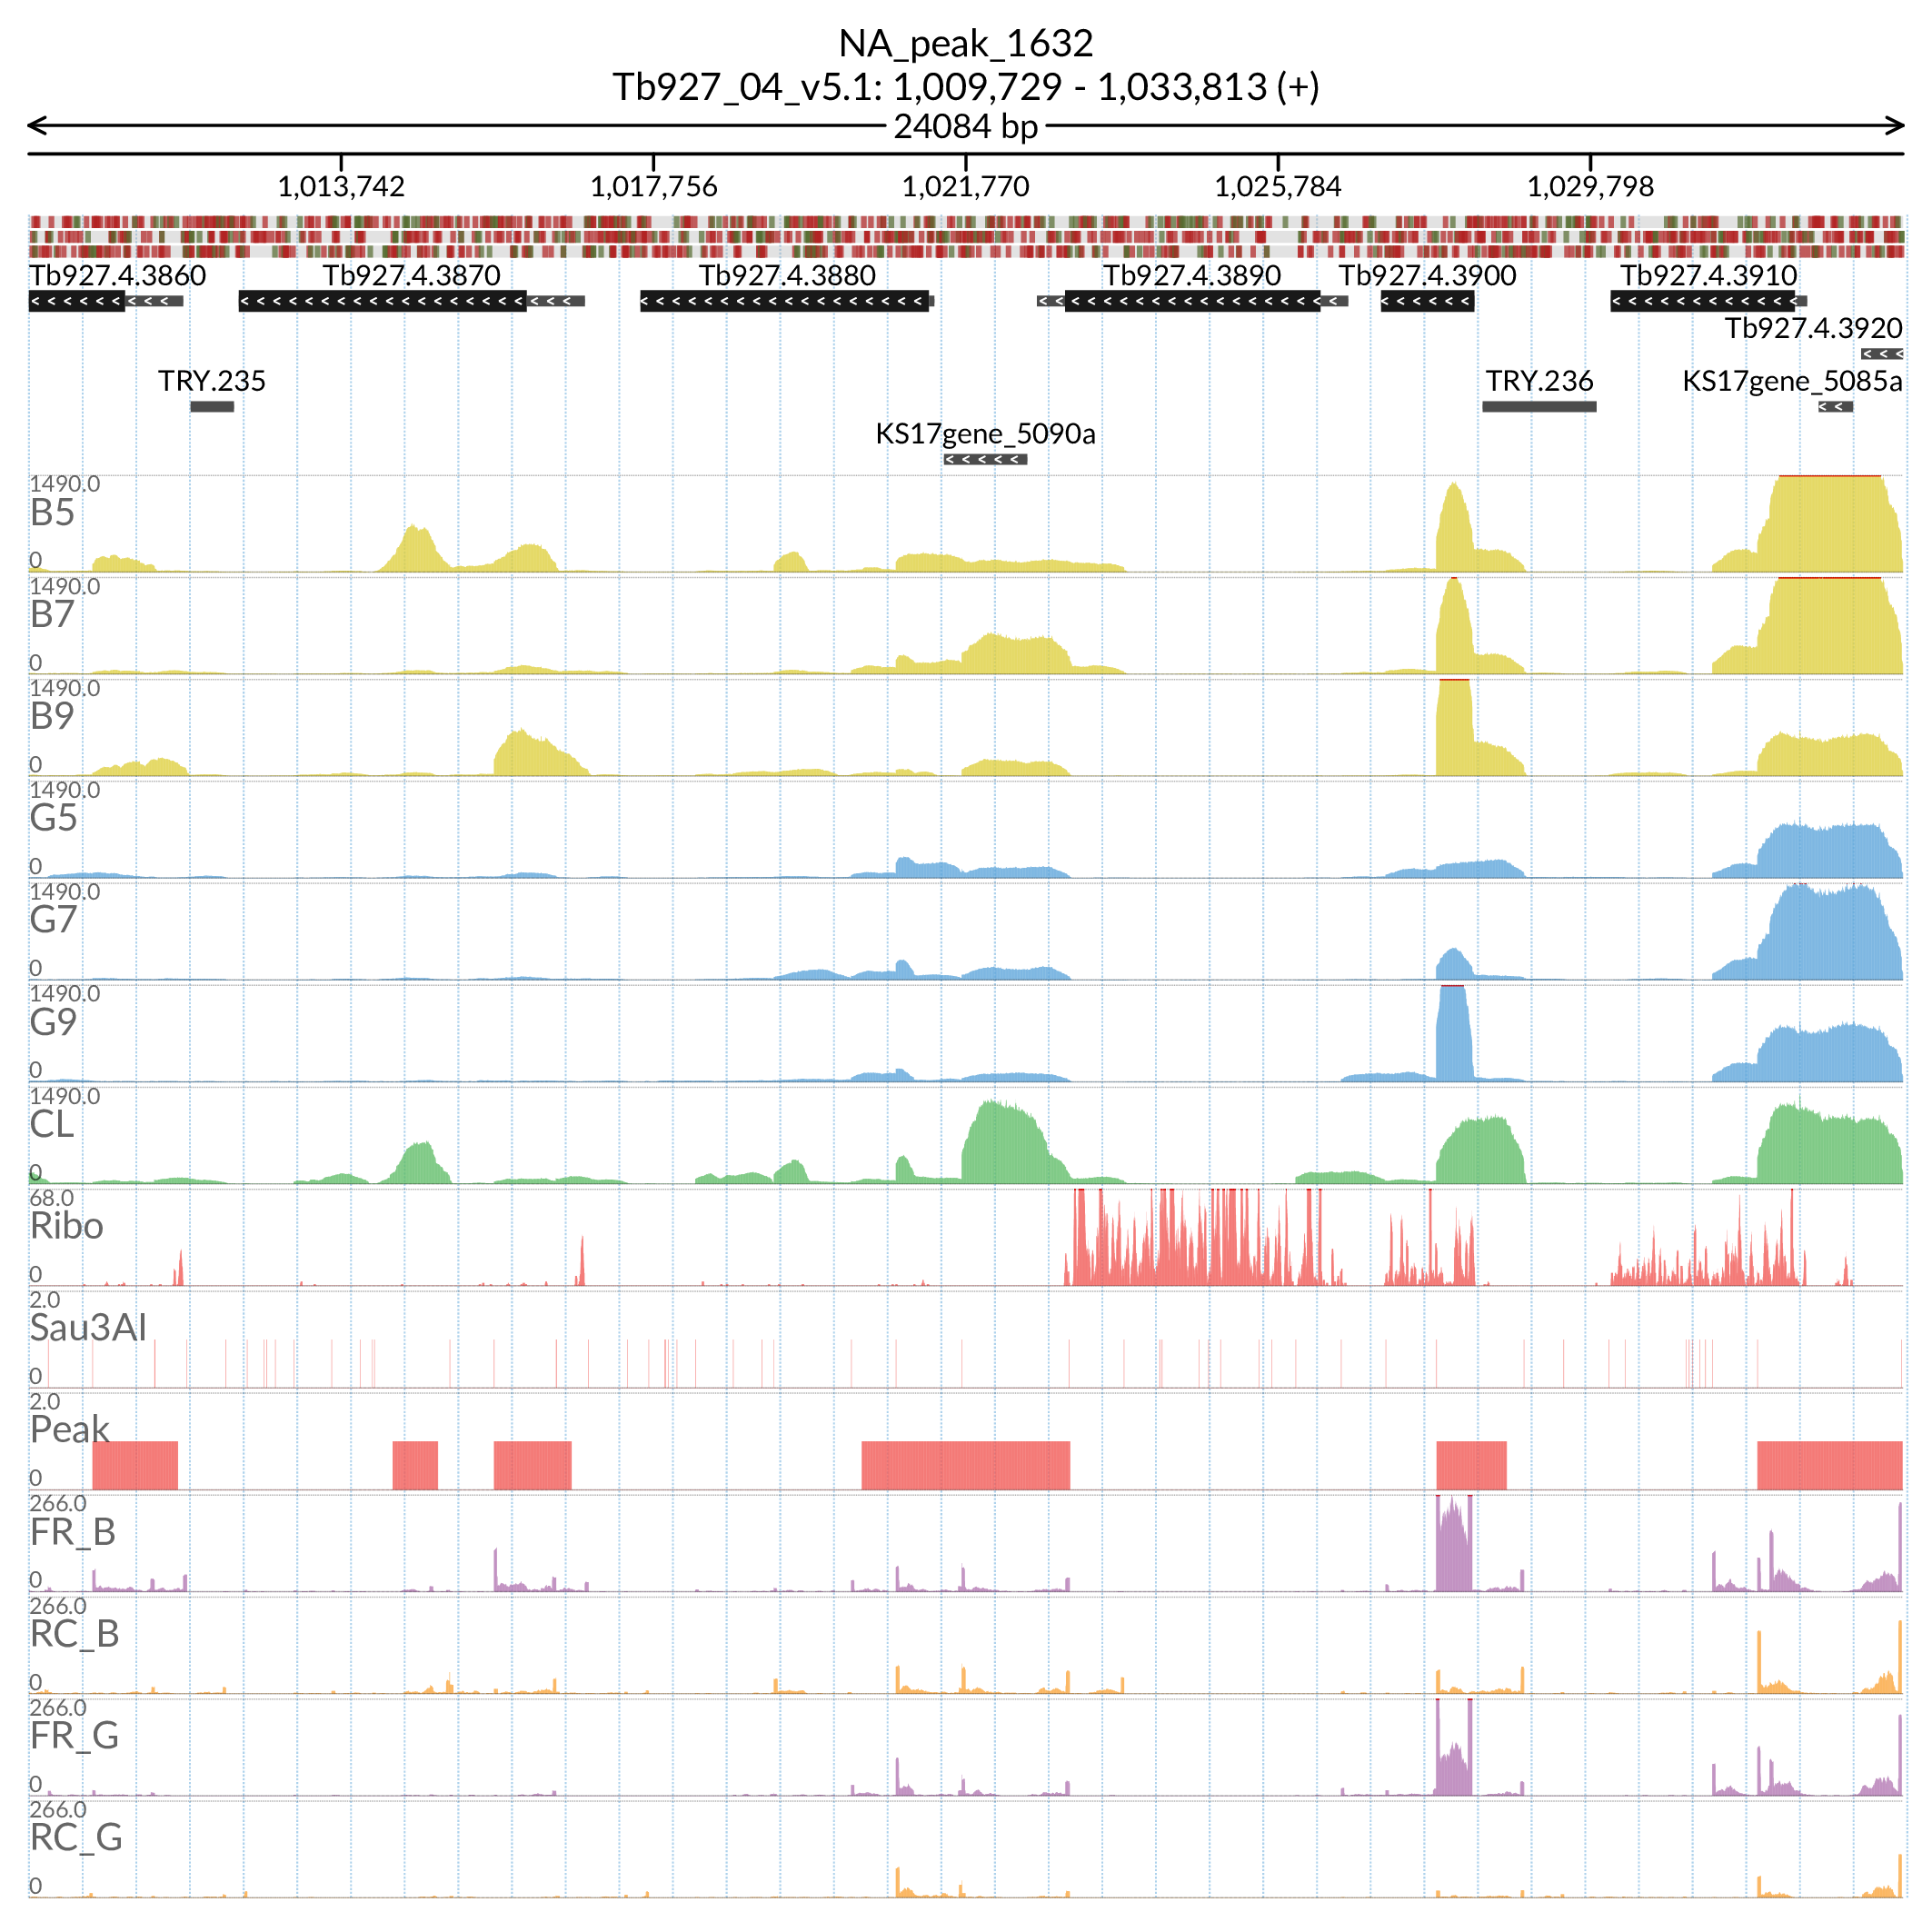 NA_peak_1632
Tb927_04_v5.1: 1,009,729 - 1,033,813 (+)
24084 bp
1,013,742 1,017,756 1,021,770 1,025,784 1,029,798
Tb927.4.3860 Tb927.4.3870 Tb927.4.3880 Tb927.4.3890 Tb927.4.3900 Tb927.4.3910
Tb927.4.3920
TRY.235 TRY.236 KS17gene_5085a
KS17gene_5090a
1490.0
B5
0
1490.0
B7
0
1490.0
B9
0
1490.0
G5
0
1490.0
G7
0
1490.0
G9
0
1490.0
CL
0
68.0
Ribo
0
2.0
Sau3AI
0
2.0
Peak
0
266.0
FR_B
0
266.0
RC_B
0
266.0
FR_G
0
266.0
RC_G
0